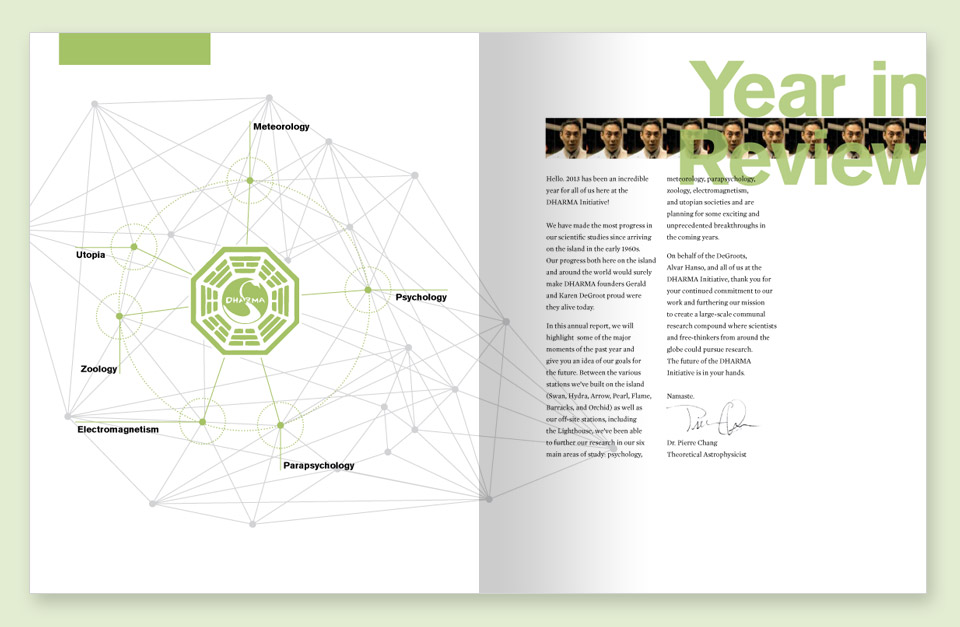 Meteorology
Utopia
DHARMA
Psychology
Zoology
Electromagnetism
Parapsychology
Year in
Review
Hello. 2013 has been an incredible
year for all of us here at the
DHARMA Initiative!
We have made the most progress in
our scientific studies since arriving
on the island in the early 1960s.
Our progress both here on the island
and around the world would surely
make DHARMA founders Gerald
and Karen DeGroot proud were
they alive today.
In this annual report, we will
highlight some of the major
moments of the past year and
give you an idea of our goals for
the future. Between the various
stations we've built on the island
(Swan, Hydra, Arrow, Pearl, Flame,
Barracks, and Orchid) as well as
our off-site stations, including
the Lighthouse, we've been able
to further our research in our six
main areas of study: psychology,
meteorology, parapsychology,
zoology, electromagnetism,
and utopian societies and are
planning for some exciting and
unprecedented breakthroughs in
the coming years.
On behalf of the DeGroots,
Alvar Hanso, and all of us at the
DHARMA Initiative, thank you for
your continued commitment to our
work and furthering our mission
to create a large-scale communal
research compound where scientists
and free-thinkers from around the
globe could pursue research.
The future of the DHARMA
Initiative is in your hands.
Namaste.
Dr. Pierre Chang
Theoretical Astrophysicist